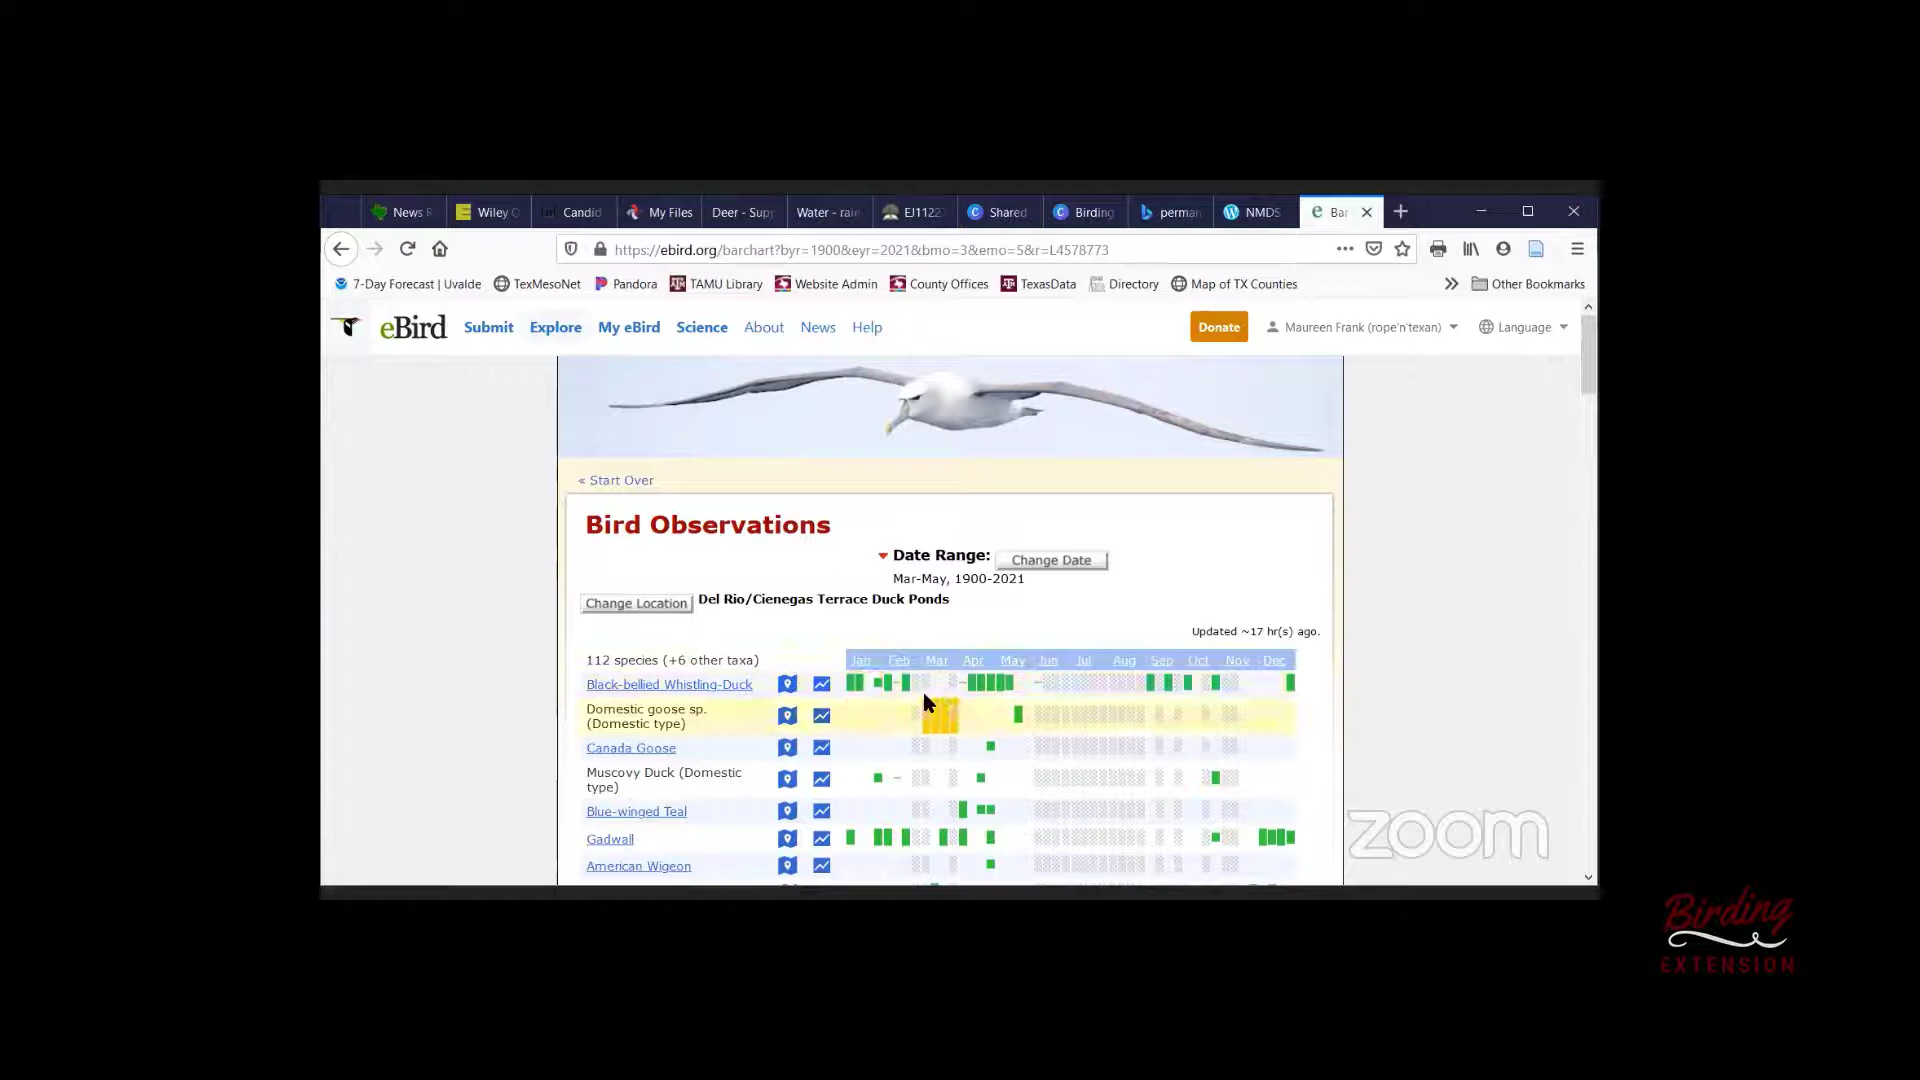 News R
Wiley O
Candid
My Files
Deer - Supp
Water - rain
EJ1122
Shared
Birding
perman
NMDS
Bar
https://ebird.org/barchart?byr=1900&eyr=2021&bmo=3&emo=5&r=L4578773
7-Day Forecast | Uvalde
TexMesoNet
Pandora
TAMU Library
Website Admin
County Offices
TexasData
Directory
Map of TX Counties
Other Bookmarks
eBird Submit Explore My eBird Science About News Help Donate Maureen Frank (rope'n'texan) Language
« Start Over
Bird Observations
Date Range: Change Date
Mar-May, 1900-2021
Change Location Del Rio/Cienegas Terrace Duck Ponds
Updated ~17 hr(s) ago.
112 species (+6 other taxa) Jan Feb Mar Apr May Jun Jul Aug Sep Oct Nov Dec
Black-bellied Whistling-Duck
Domestic goose sp.
(Domestic type)
Canada Goose
Muscovy Duck (Domestic
type)
Blue-winged Teal
Gadwall
American Wigeon
zoom
Birding
EXTENSION